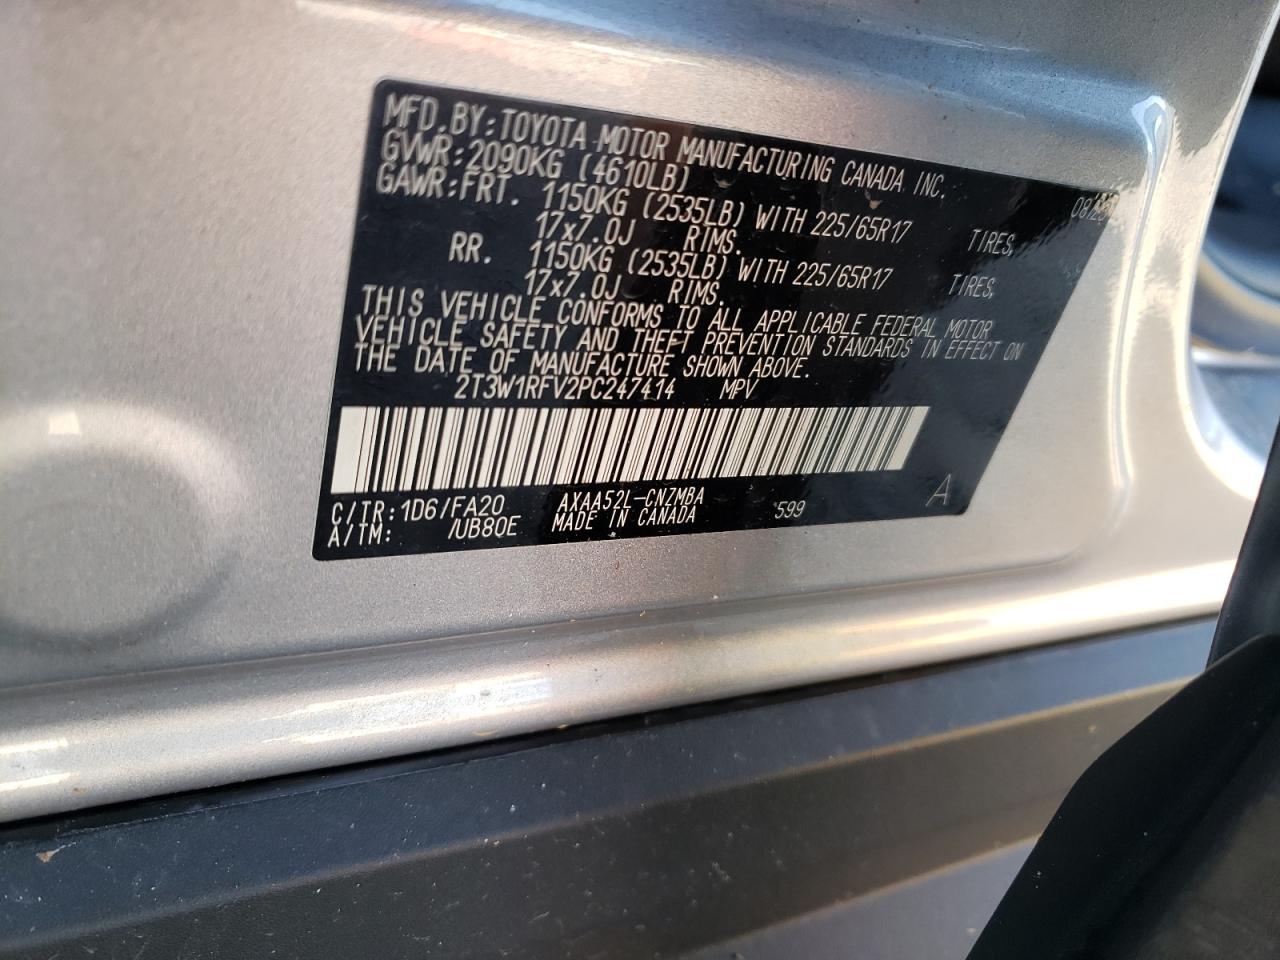 MFD.BY:TOYOTA MOTOR MANUFACTURING CANADA INC.
GVWR:2090KG (4610LB)
GAWR:FRT. 1150KG (2535LB) WITH 225/65R17 TIRES,
17x7.0J RIMS.
RR. 1150KG (2535LB) WITH 225/65R17 TIRES,
17x7.0J RIMS.
THIS VEHICLE CONFORMS TO ALL APPLICABLE FEDERAL MOTOR
VEHICLE SAFETY AND THEFT PREVENTION STANDARDS IN EFFECT ON
THE DATE OF MANUFACTURE SHOWN ABOVE.
2T3W1RFV2PC247414 MPV
C/TR:1D6/FA20 AXAA52L-CNZMBA
A/TM: /UB80E MADE IN CANADA 599 A